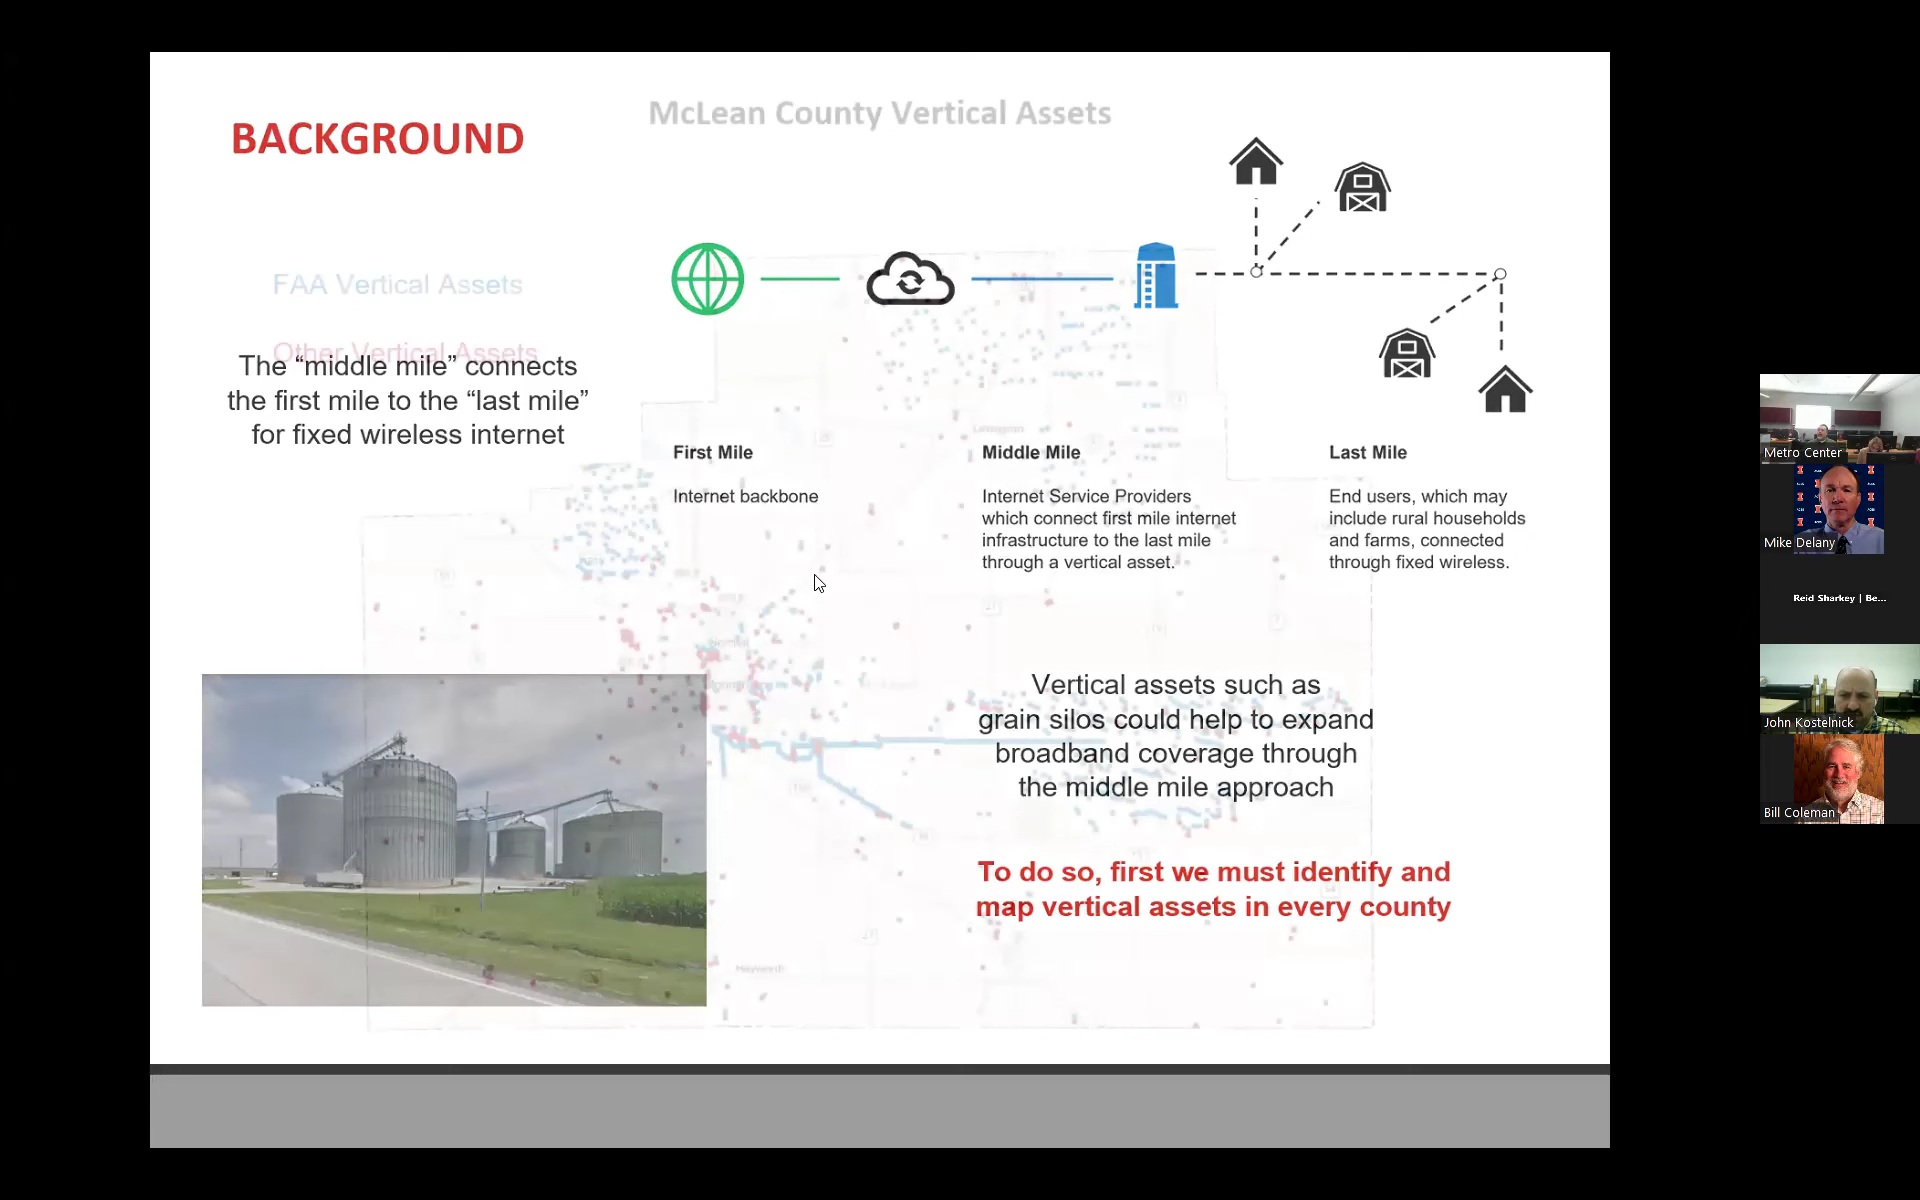 McLean County Vertical Assets
BACKGROUND
FAA Vertical Assets
Other Vertical Assets
The “middle mile” connects
the first mile to the “last mile”
for fixed wireless internet
First Mile
Internet backbone
Middle Mile
Internet Service Providers
which connect first mile internet
infrastructure to the last mile
through a vertical asset.
Last Mile
End users, which may
include rural households
and farms, connected
through fixed wireless.
Vertical assets such as
grain silos could help to expand
broadband coverage through
the middle mile approach
To do so, first we must identify and
map vertical assets in every county
Lexington
Normal
Heyworth
Metro Center
Mike Delany
Reid Sharkey | Be...
John Kostelnick
Bill Coleman